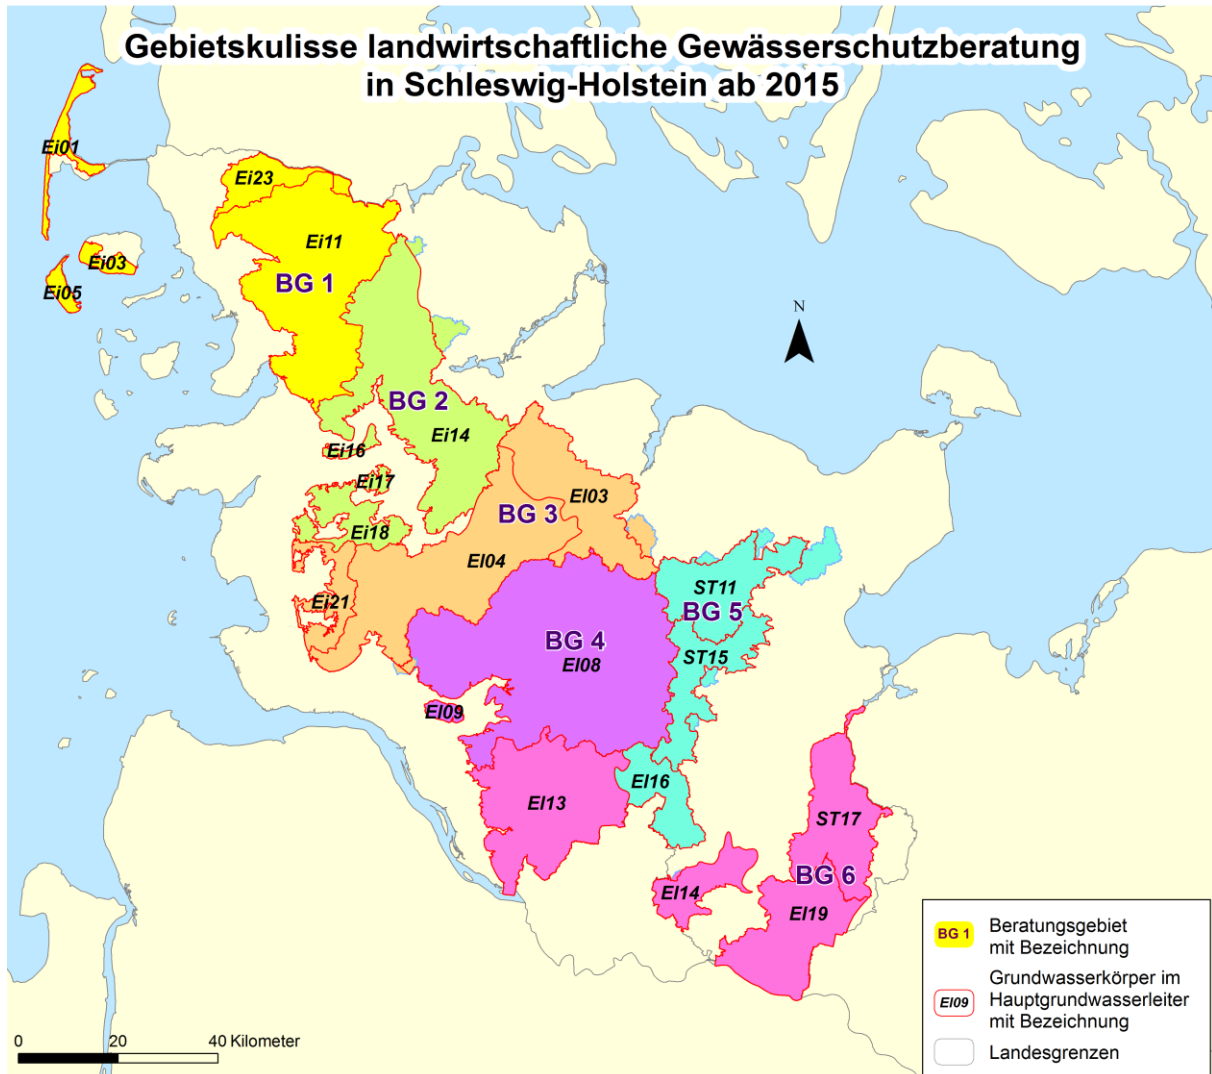 Gebietskulisse landwirtschaftliche Gewässerschutzberatung
in Schleswig-Holstein ab 2015
Ei01
Ei23
Ei11
Ei03
BG 1
Ei05
N
BG 2
Ei14
Ei16
Ei17
El03
BG 3
Ei18
El04
ST11
Ei21
BG 5
BG 4
ST15
El08
El09
El16
El13
ST17
BG 6
El14
El19
BG 1
Beratungsgebiet
mit Bezeichnung
Grundwasserkörper im
El09
Hauptgrundwasserleiter
mit Bezeichnung
Landesgrenzen
0 20 40 Kilometer